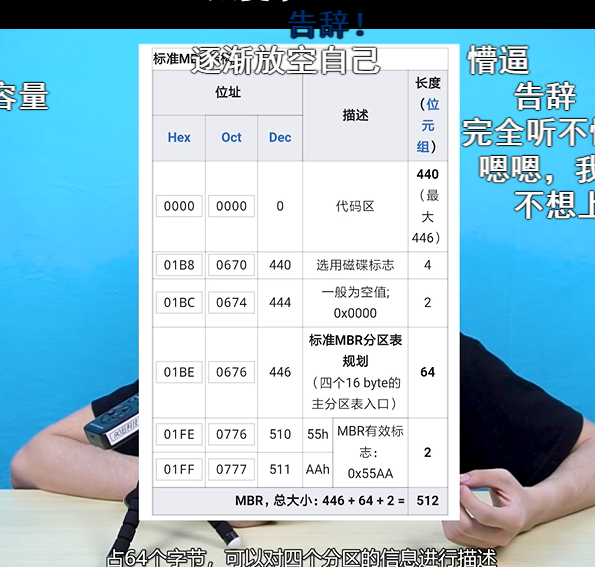 告辞！
标准M
逐渐放空自己
懵逼
容量
告辞
完全听不
嗯嗯，我
不想上
位址
描述
长度（位元组）
Hex Oct Dec
0000 0000 0 代码区 440（最大446）
01B8 0670 440 选用磁碟标志 4
01BC 0674 444 一般为空值; 0x0000 2
01BE 0676 446 标准MBR分区表规划（四个16 byte的主分区表入口） 64
01FE 0776 510 55h MBR有效标志：0x55AA 2
01FF 0777 511 AAh
MBR，总大小：446 + 64 + 2 = 512
占64个字节，可以对四个分区的信息进行描述